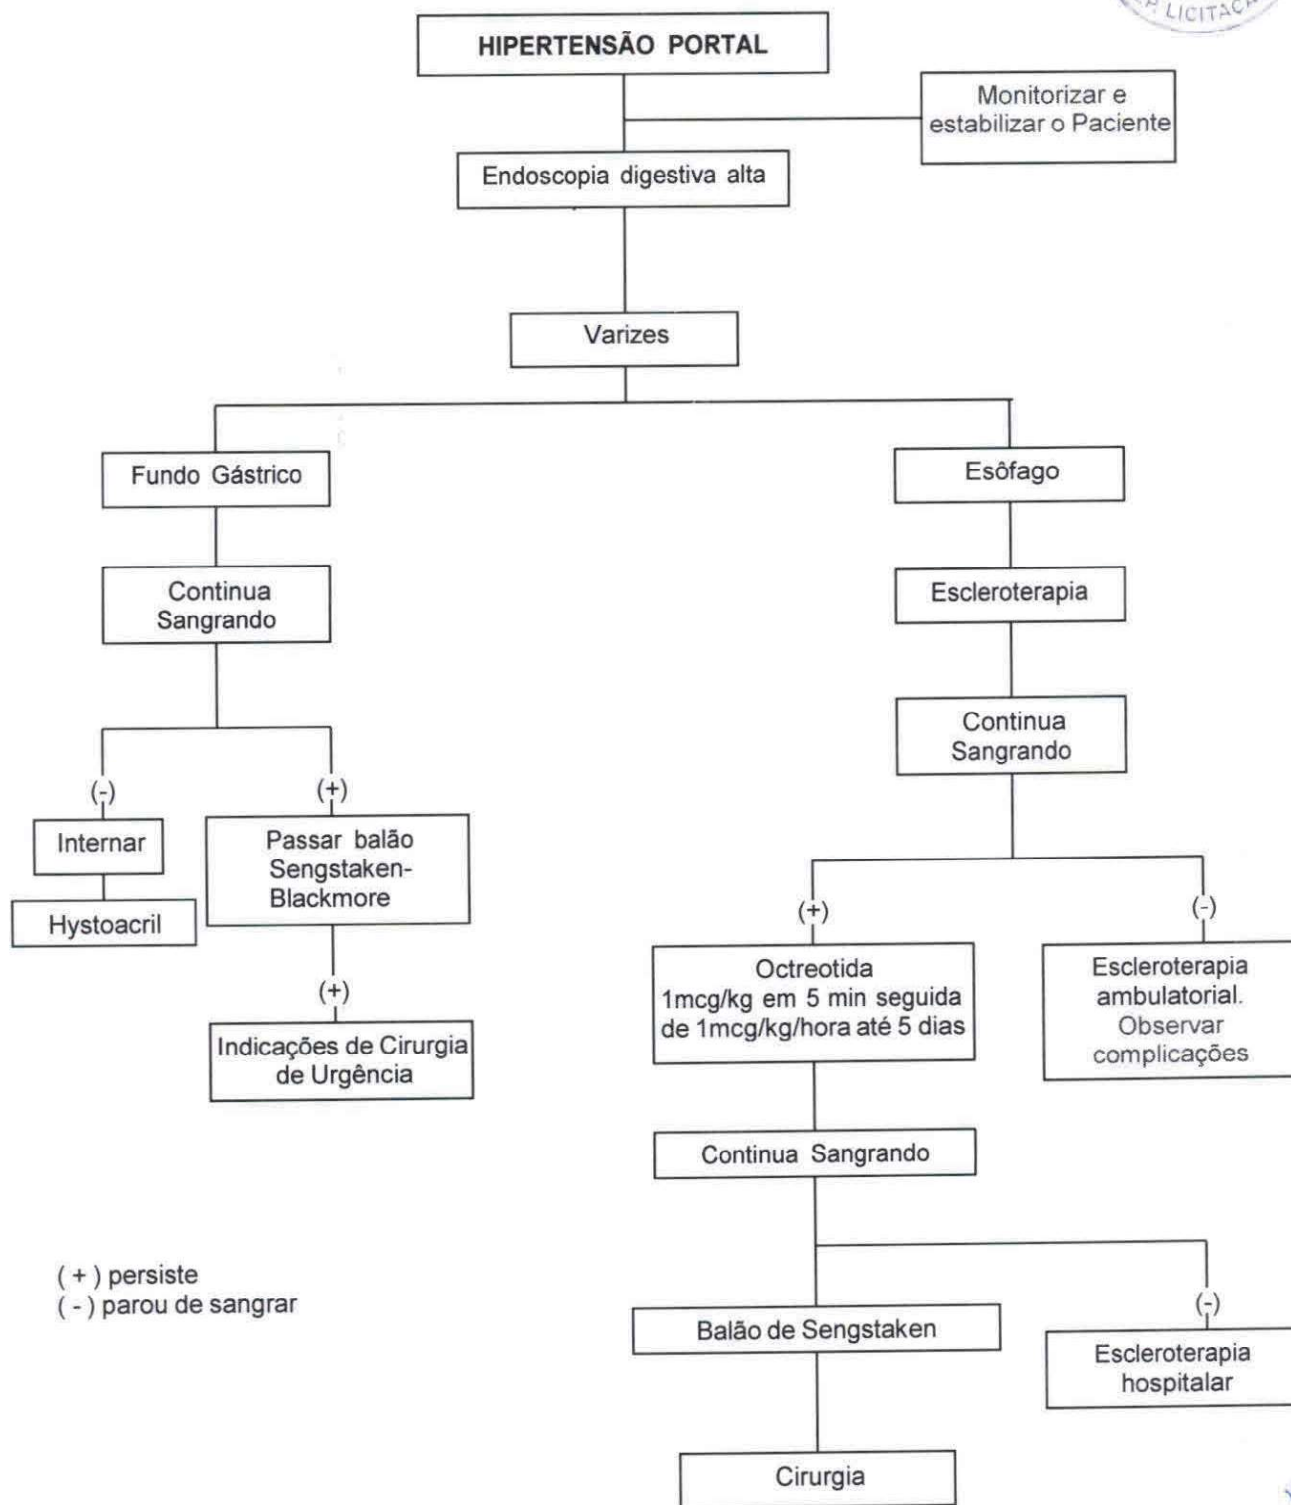 LICITAÇÃ
HIPERTENSÃO PORTAL
Monitorizar e
estabilizar o Paciente
Endoscopia digestiva alta
Varizes
Fundo Gástrico
Esôfago
Continua
Sangrando
Escleroterapia
Continua
Sangrando
(-)
(+)
Internar
Passar balão
Sengstaken-
Blackmore
Hystoacril
(+)
Indicações de Cirurgia
de Urgência
(+)
(-)
Octreotida
1mcg/kg em 5 min seguida
de 1mcg/kg/hora até 5 dias
Escleroterapia
ambulatorial.
Observar
complicações
Continua Sangrando
( + ) persiste
( - ) parou de sangrar
Balão de Sengstaken
(-)
Escleroterapia
hospitalar
Cirurgia